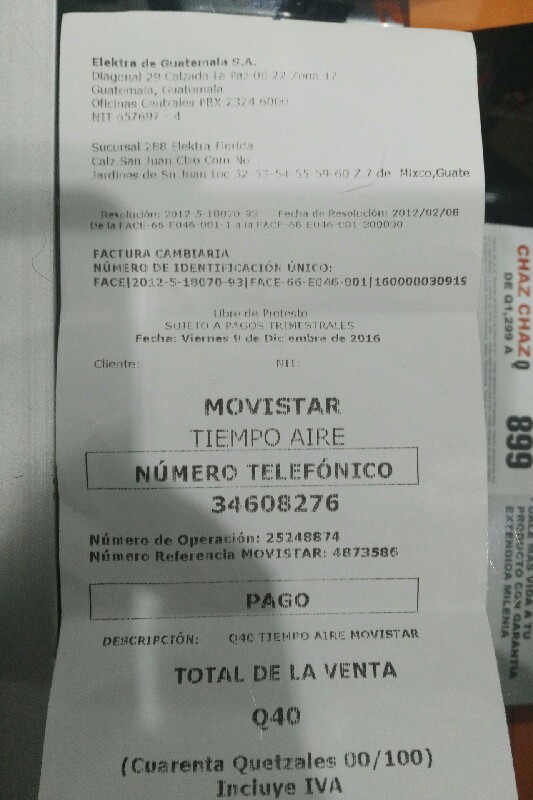 Elektra de Guatemala S.A.
Diagonal 29 Calzada La Paz 00 22 Zona 17
Guatemala, Guatemala
Oficinas Centrales PBX 2324 6000
NIT 657697 - 4
Sucursal 288 Elektra Florida
Calz San Juan Ctro Com No
Jardines de Sn Juan Loc 32-53-54-55-59-60 Z.7 de Mixco,Guate
Resolución: 2012-5-18070-93 Fecha de Resolución: 2012/02/08
De la FACE-66-E046-001-1 a la FACE-66-E046-001-300000
FACTURA CAMBIARIA
NÚMERO DE IDENTIFICACIÓN ÚNICO:
FACE|2012-5-18070-93|FACE-66-E046-001|160000030919
Libre de Protesto
SUJETO A PAGOS TRIMESTRALES
Fecha: Viernes 9 de Diciembre de 2016
Cliente: NIT:
MOVISTAR
TIEMPO AIRE
NÚMERO TELEFÓNICO
34608276
Número de Operación: 25248874
Número Referencia MOVISTAR: 4873586
PAGO
DESCRIPCIÓN: Q40 TIEMPO AIRE MOVISTAR
TOTAL DE LA VENTA
Q40
(Cuarenta Quetzales 00/100)
Incluye IVA
CHAZ CHAZ
DE Q1,299 A
Q
899
DALE MAS VIDA A TU
PRODUCTO CON GARANTIA
EXTENDIDA MILENIA